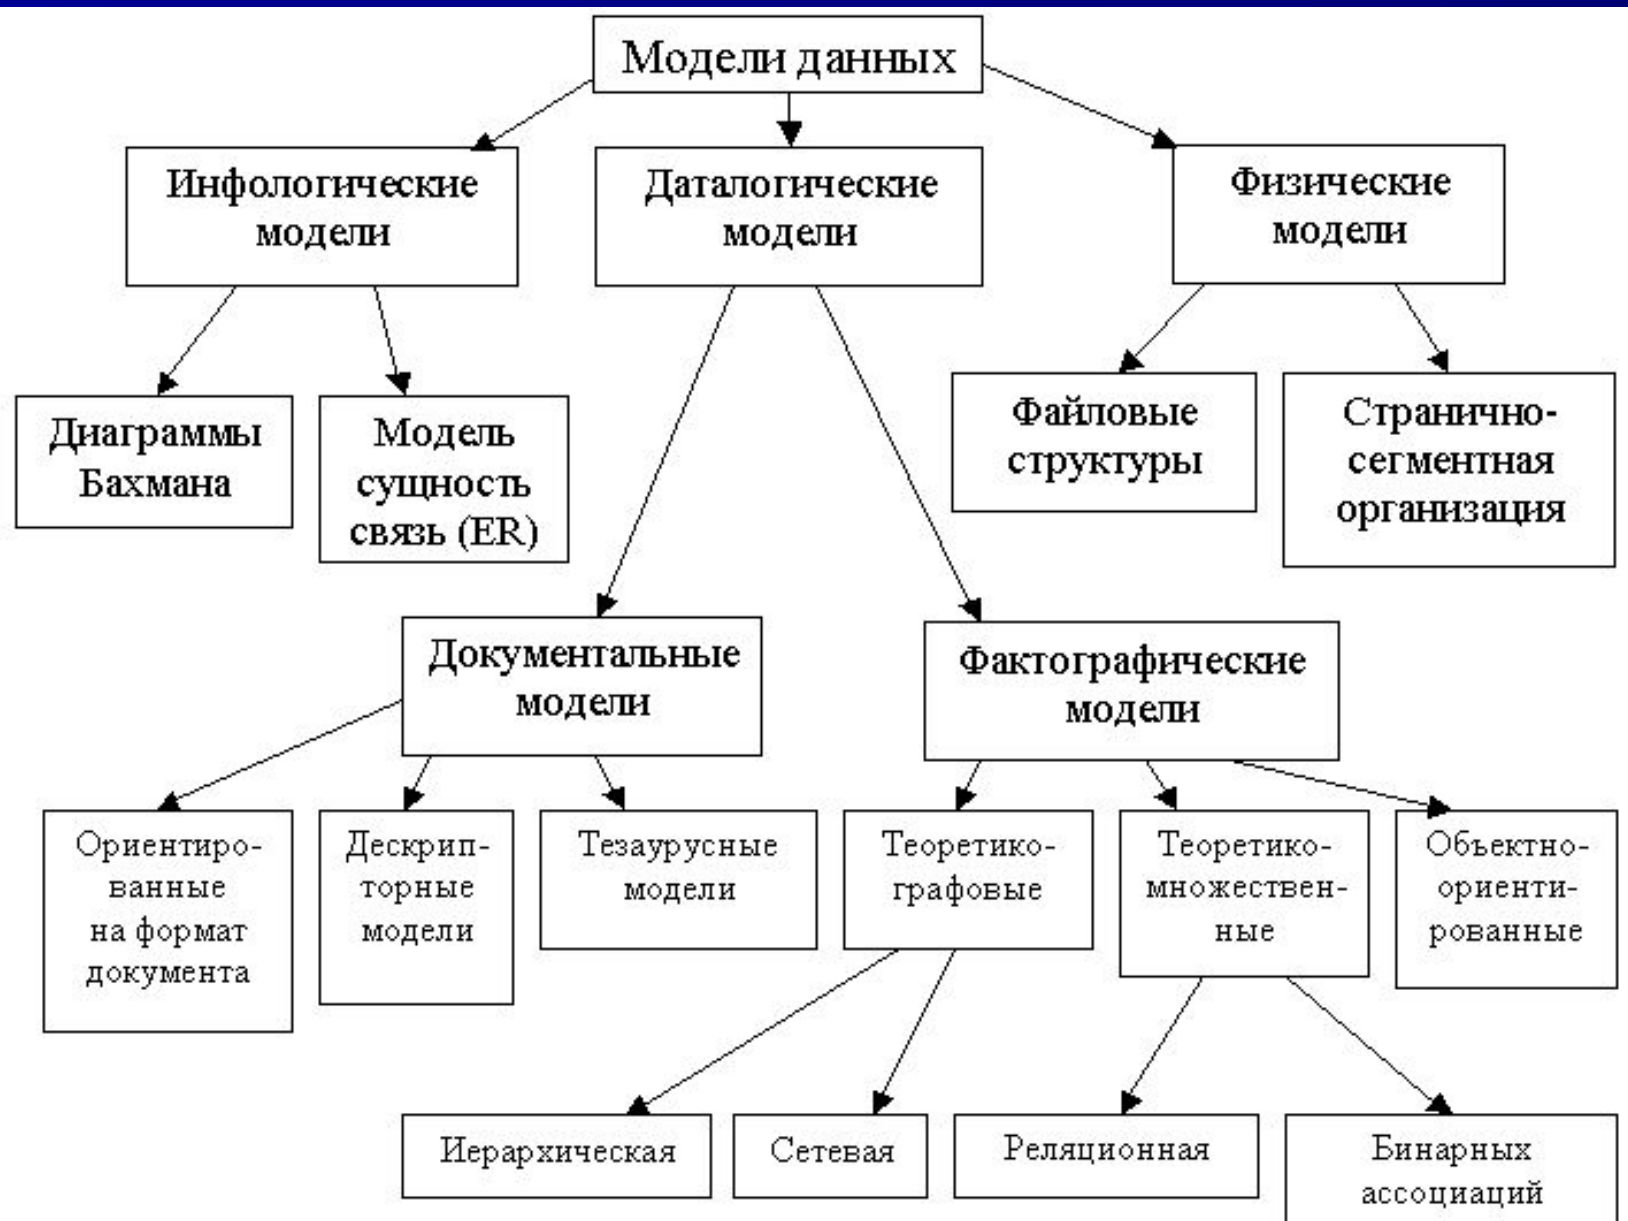 Модели данных
Инфологические
модели
Даталогические
модели
Физические
модели
Диаграммы
Бахмана
Модель
сущность
связь (ER)
Файловые
структуры
Странично-
сегментная
организация
Документальные
модели
Фактографические
модели
Ориентиро-
ванные
на формат
документа
Дескрип-
торные
модели
Тезаурусные
модели
Теоретико-
графовые
Теоретико-
множествен-
ные
Объектно-
ориенти-
рованные
Иерархическая
Сетевая
Реляционная
Бинарных
ассоциаций